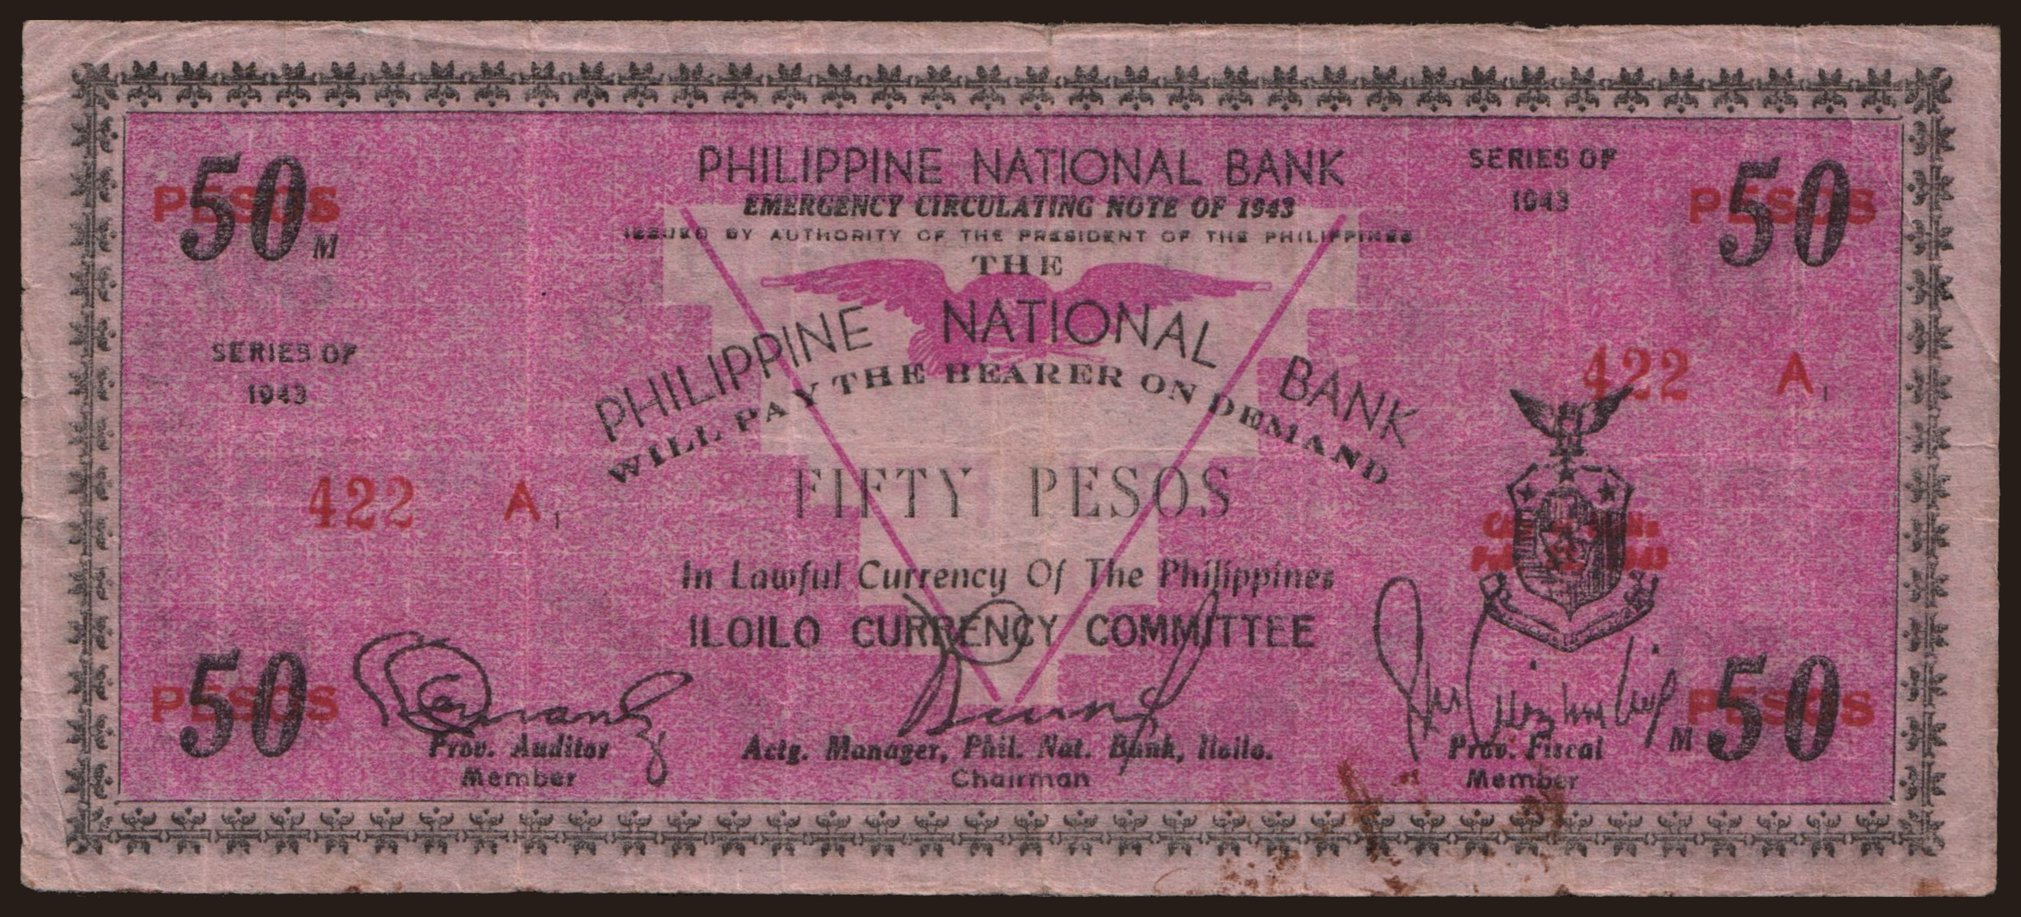 PHILIPPINE NATIONAL BANK
EMERGENCY CIRCULATING NOTE OF 1943
ISSUED BY AUTHORITY OF THE PRESIDENT OF THE PHILIPPINES
SERIES OF
1943
PESOS
50
M
PESOS
50
THE
PHILIPPINE NATIONAL BANK
WILL PAY THE BEARER ON DEMAND
SERIES OF
1943
422 A1
422 A1
FIFTY PESOS
In Lawful Currency Of The Philippines
ILOILO CURRENCY COMMITTEE
PESOS
50
PESOS
M 50
Prov. Auditor
Member
Actg. Manager, Phil. Nat. Bank, Iloilo.
Chairman
Prov. Fiscal
Member